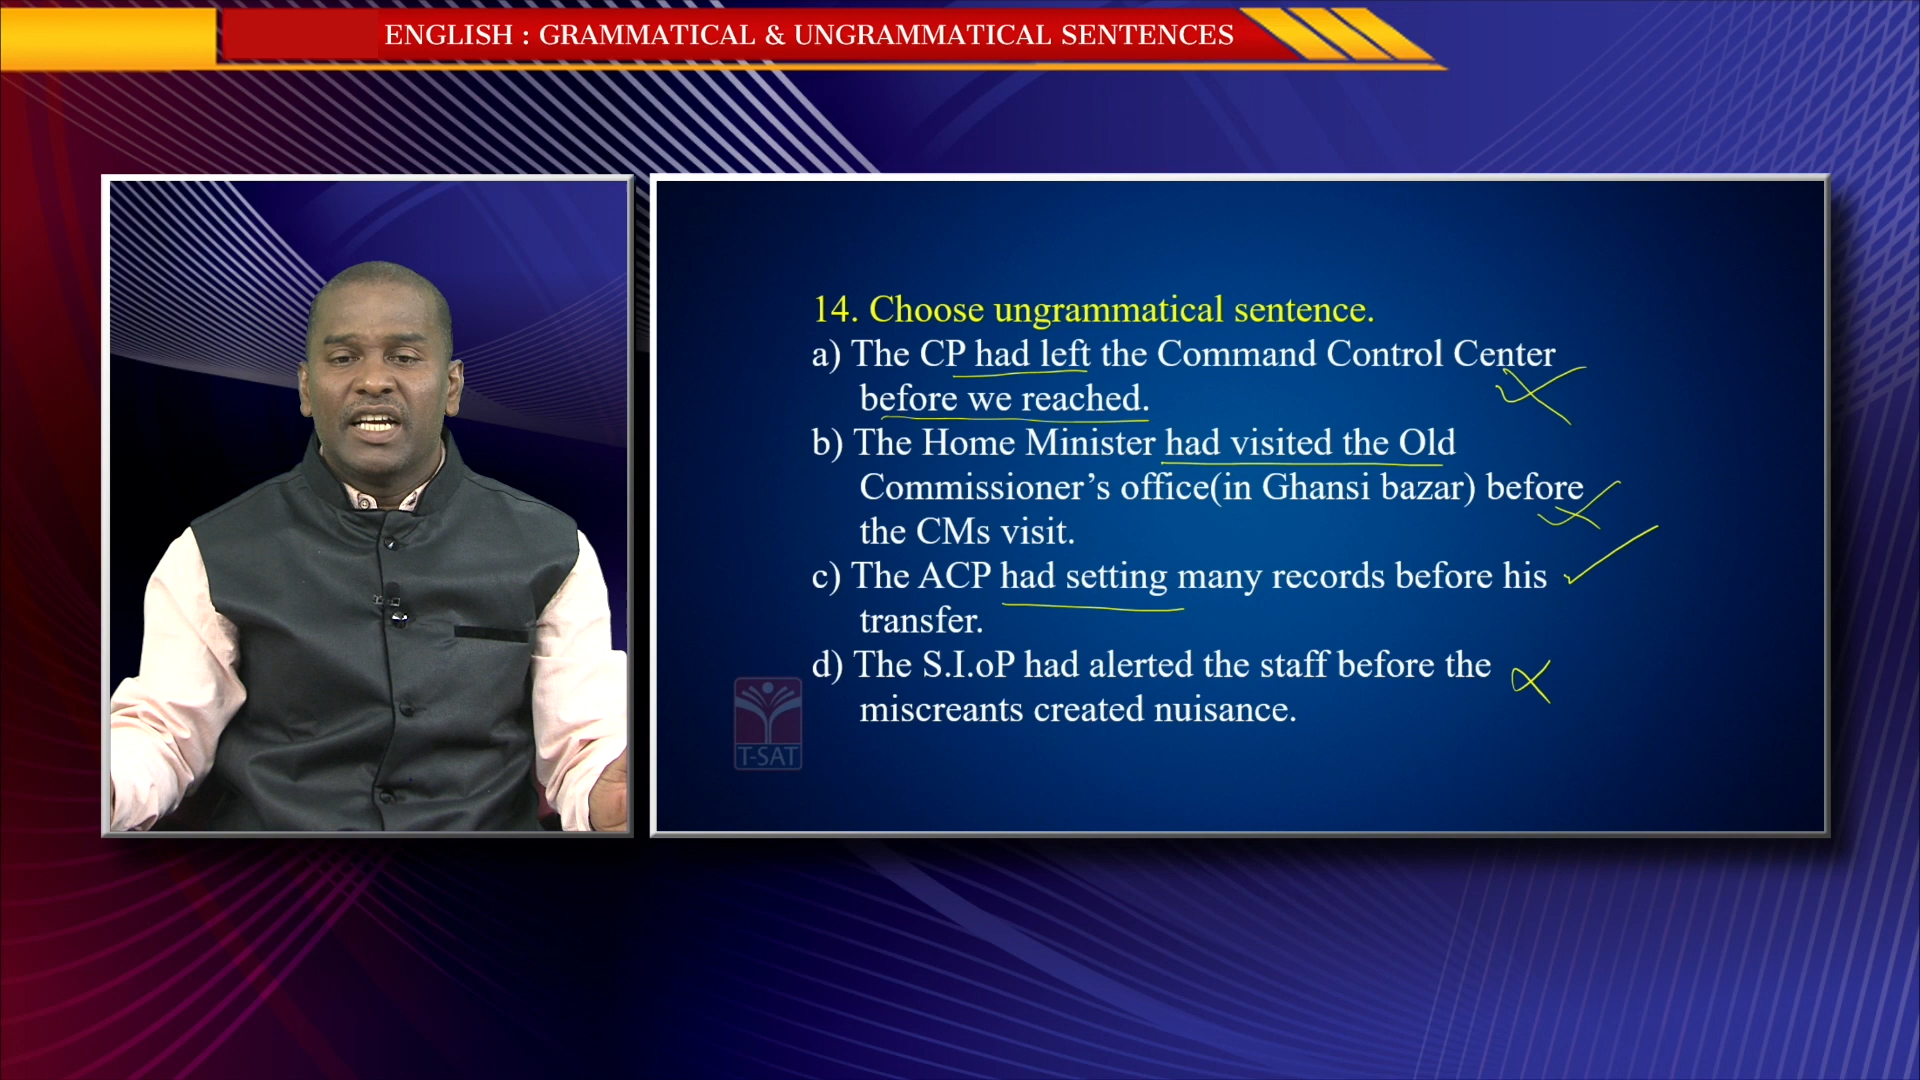 ENGLISH : GRAMMATICAL & UNGRAMMATICAL SENTENCES
14. Choose ungrammatical sentence.
a) The CP had left the Command Control Center
before we reached.
b) The Home Minister had visited the Old
Commissioner’s office(in Ghansi bazar) before
the CMs visit.
c) The ACP had setting many records before his
transfer.
d) The S.I.oP had alerted the staff before the
miscreants created nuisance.
T-SAT